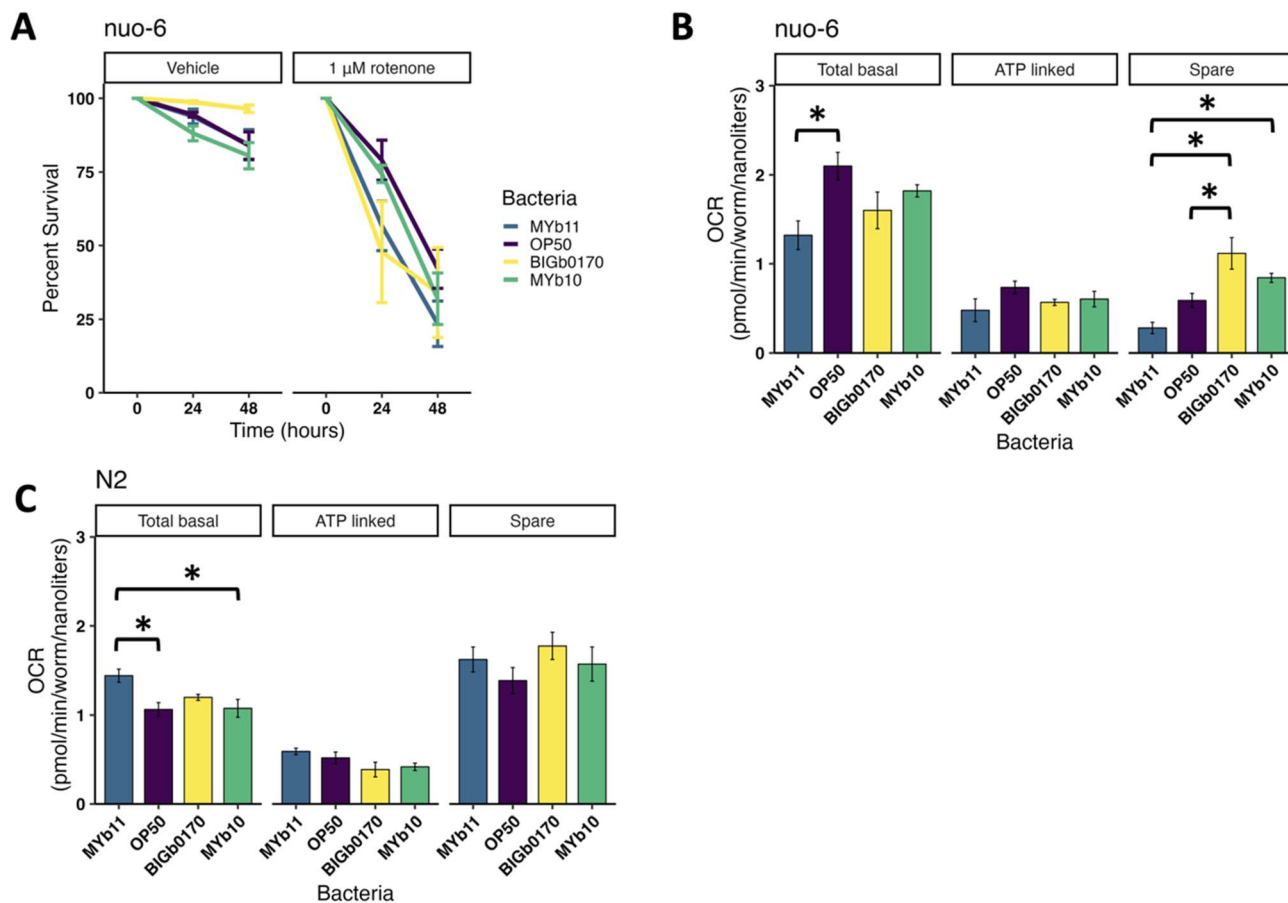 A
nuo-6
Vehicle
1 µM rotenone
100
75
50
25
0
Percent Survival
0 24 48
0 24 48
Time (hours)
Bacteria
MYb11
OP50
BIGb0170
MYb10
B
nuo-6
Total basal
ATP linked
Spare
3
2
1
0
OCR
(pmol/min/worm/nanoliters)
*
*
*
*
MYb11 OP50 BIGb0170 MYb10
MYb11 OP50 BIGb0170 MYb10
MYb11 OP50 BIGb0170 MYb10
Bacteria
C
N2
Total basal
ATP linked
Spare
3
2
1
0
OCR
(pmol/min/worm/nanoliters)
*
*
MYb11 OP50 BIGb0170 MYb10
MYb11 OP50 BIGb0170 MYb10
MYb11 OP50 BIGb0170 MYb10
Bacteria